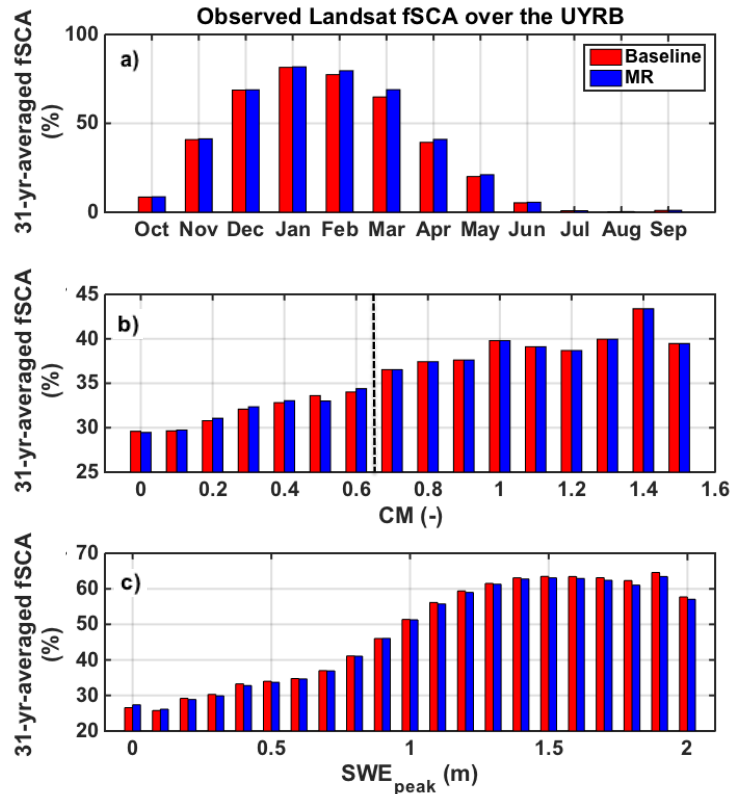 Observed Landsat fSCA over the UYRB
31-yr-averaged fSCA
(%)
a)
Baseline
MR
100
50
0
Oct Nov Dec Jan Feb Mar Apr May Jun Jul Aug Sep
31-yr-averaged fSCA
(%)
b)
45
40
35
30
25
0 0.2 0.4 0.6 0.8 1 1.2 1.4 1.6
CM (-)
31-yr-averaged fSCA
(%)
c)
70
60
50
40
30
20
0 0.5 1 1.5 2
SWEpeak (m)